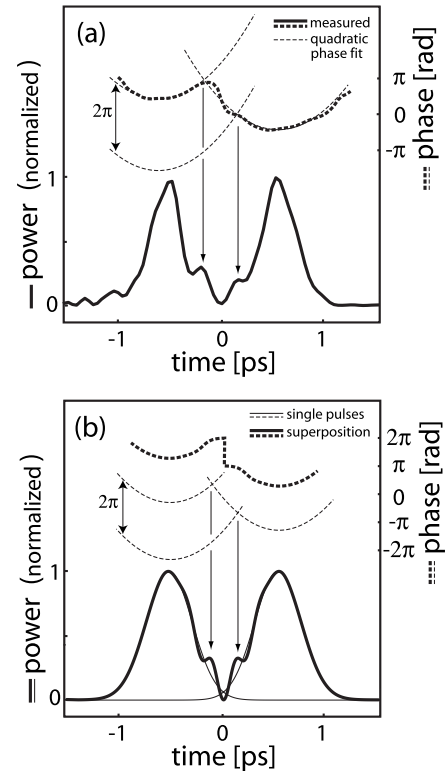 (a)
measured
quadratic
phase fit
2π
π
0
-π
phase [rad]
power (normalized)
1
0
-1
0
1
time [ps]
(b)
single pulses
superposition
2π
2π
π
0
-π
-2π
phase [rad]
power (normalized)
1
0
-1
0
1
time [ps]